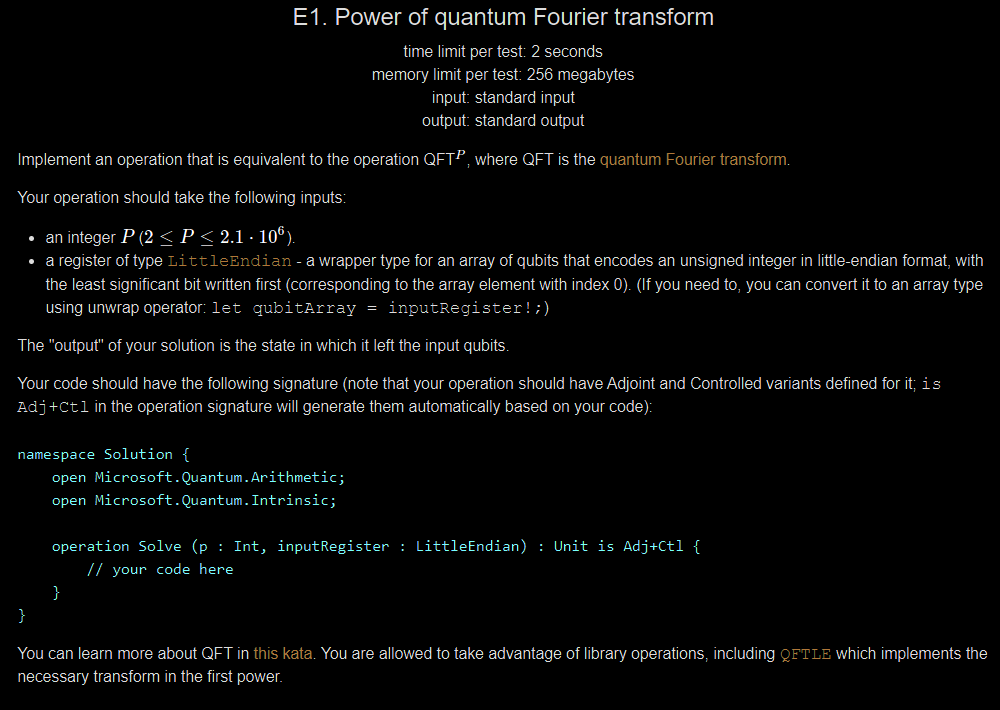 E1. Power of quantum Fourier transform
time limit per test: 2 seconds
memory limit per test: 256 megabytes
input: standard input
output: standard output
Implement an operation that is equivalent to the operation QFT^P, where QFT is the quantum Fourier transform.
Your operation should take the following inputs:
• an integer P (2 ≤ P ≤ 2.1 · 10^6).
• a register of type LittleEndian - a wrapper type for an array of qubits that encodes an unsigned integer in little-endian format, with
the least significant bit written first (corresponding to the array element with index 0). (If you need to, you can convert it to an array type
using unwrap operator: let qubitArray = inputRegister!;)
The "output" of your solution is the state in which it left the input qubits.
Your code should have the following signature (note that your operation should have Adjoint and Controlled variants defined for it; is
Adj+Ctl in the operation signature will generate them automatically based on your code):
namespace Solution {
    open Microsoft.Quantum.Arithmetic;
    open Microsoft.Quantum.Intrinsic;
    operation Solve (p : Int, inputRegister : LittleEndian) : Unit is Adj+Ctl {
        // your code here
    }
}
You can learn more about QFT in this kata. You are allowed to take advantage of library operations, including QFTLE which implements the
necessary transform in the first power.